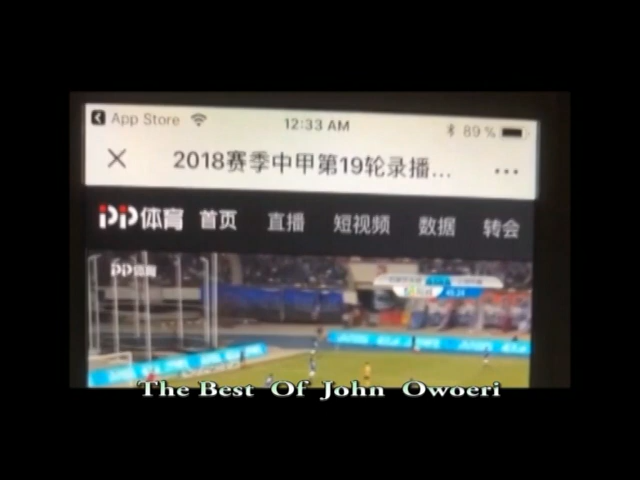 App Store 12:33 AM 89%
2018赛季中甲第19轮录播...
PP体育 首页 直播 短视频 数据 转会
PP体育
The Best Of John Owoeri